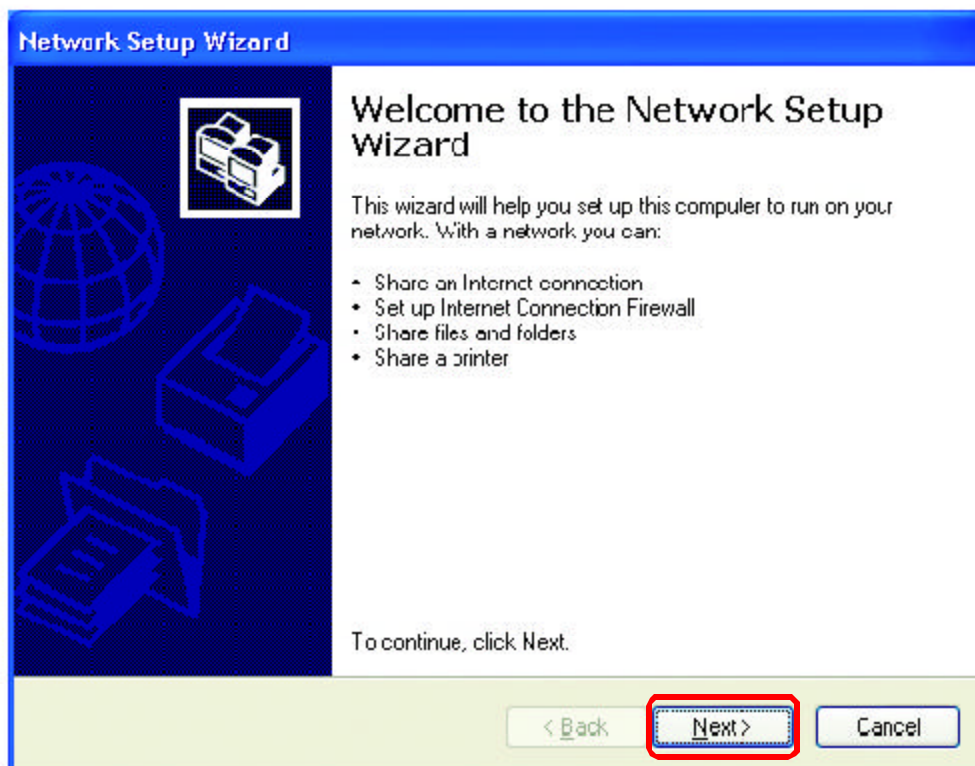 Network Setup Wizard
Welcome to the Network Setup
Wizard
This wizard will help you set up this computer to run on your
network. With a network you can:
• Share an Internet connection
• Set up Internet Connection Firewall
• Share files and folders
• Share a printer
To continue, click Next.
< Back
Next >
Cancel